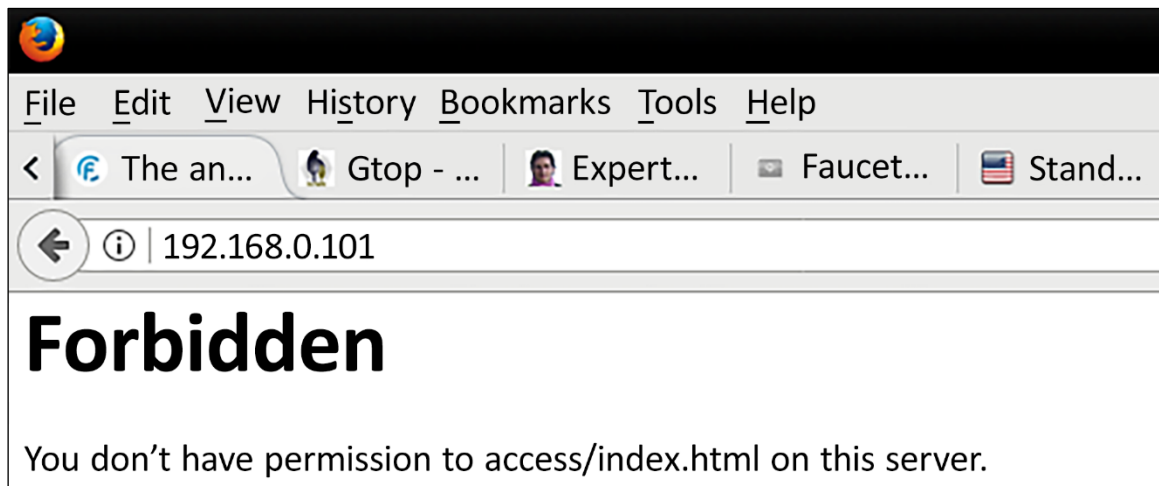 File Edit View History Bookmarks Tools Help
The an... Gtop - ... Expert... Faucet... Stand...
192.168.0.101
Forbidden
You don't have permission to access/index.html on this server.